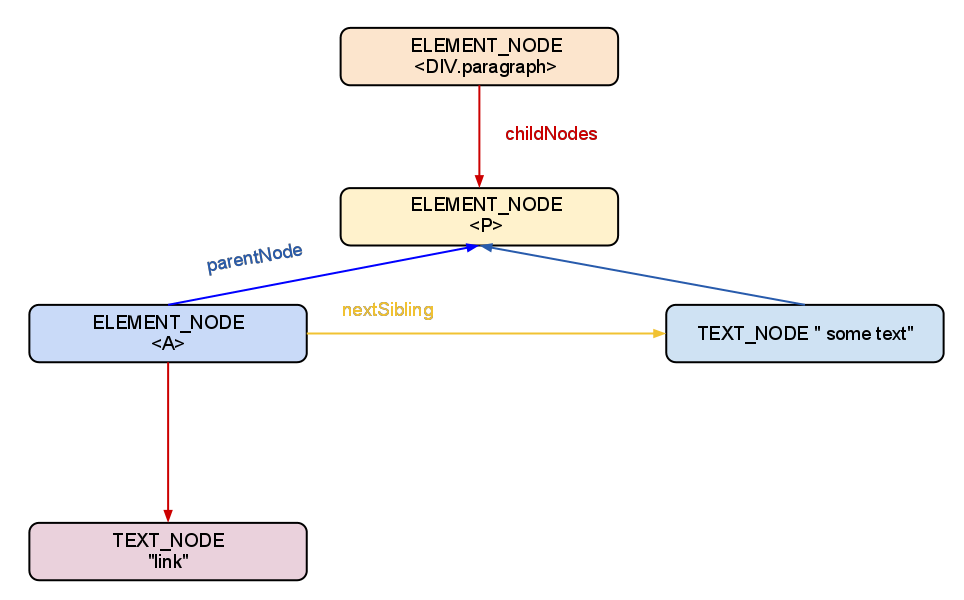 ELEMENT_NODE
<DIV.paragraph>
childNodes
ELEMENT_NODE
<P>
parentNode
nextSibling
ELEMENT_NODE
<A>
TEXT_NODE " some text"
TEXT_NODE
"link"